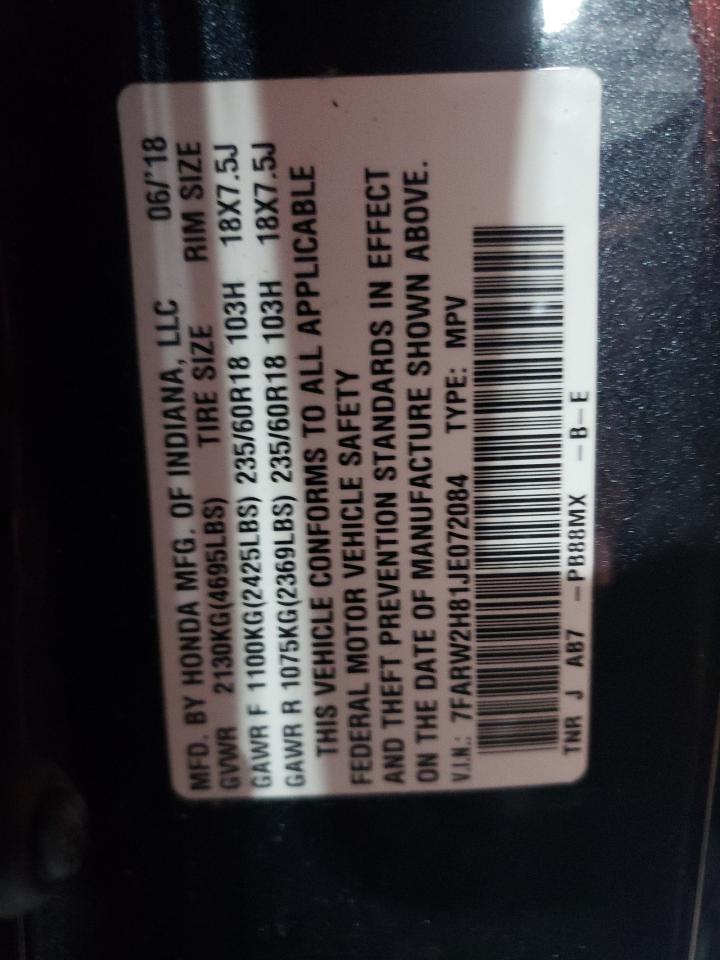 MFD. BY HONDA MFG. OF INDIANA, LLC 06/'18
GVWR 2130KG(4695LBS) TIRE SIZE RIM SIZE
GAWR F 1100KG(2425LBS) 235/60R18 103H 18X7.5J
GAWR R 1075KG(2369LBS) 235/60R18 103H 18X7.5J
THIS VEHICLE CONFORMS TO ALL APPLICABLE
FEDERAL MOTOR VEHICLE SAFETY
AND THEFT PREVENTION STANDARDS IN EFFECT
ON THE DATE OF MANUFACTURE SHOWN ABOVE.
V.I.N.: 7FARW2H81JE072084 TYPE: MPV
TNR J AB7 -PB88MX -B-E